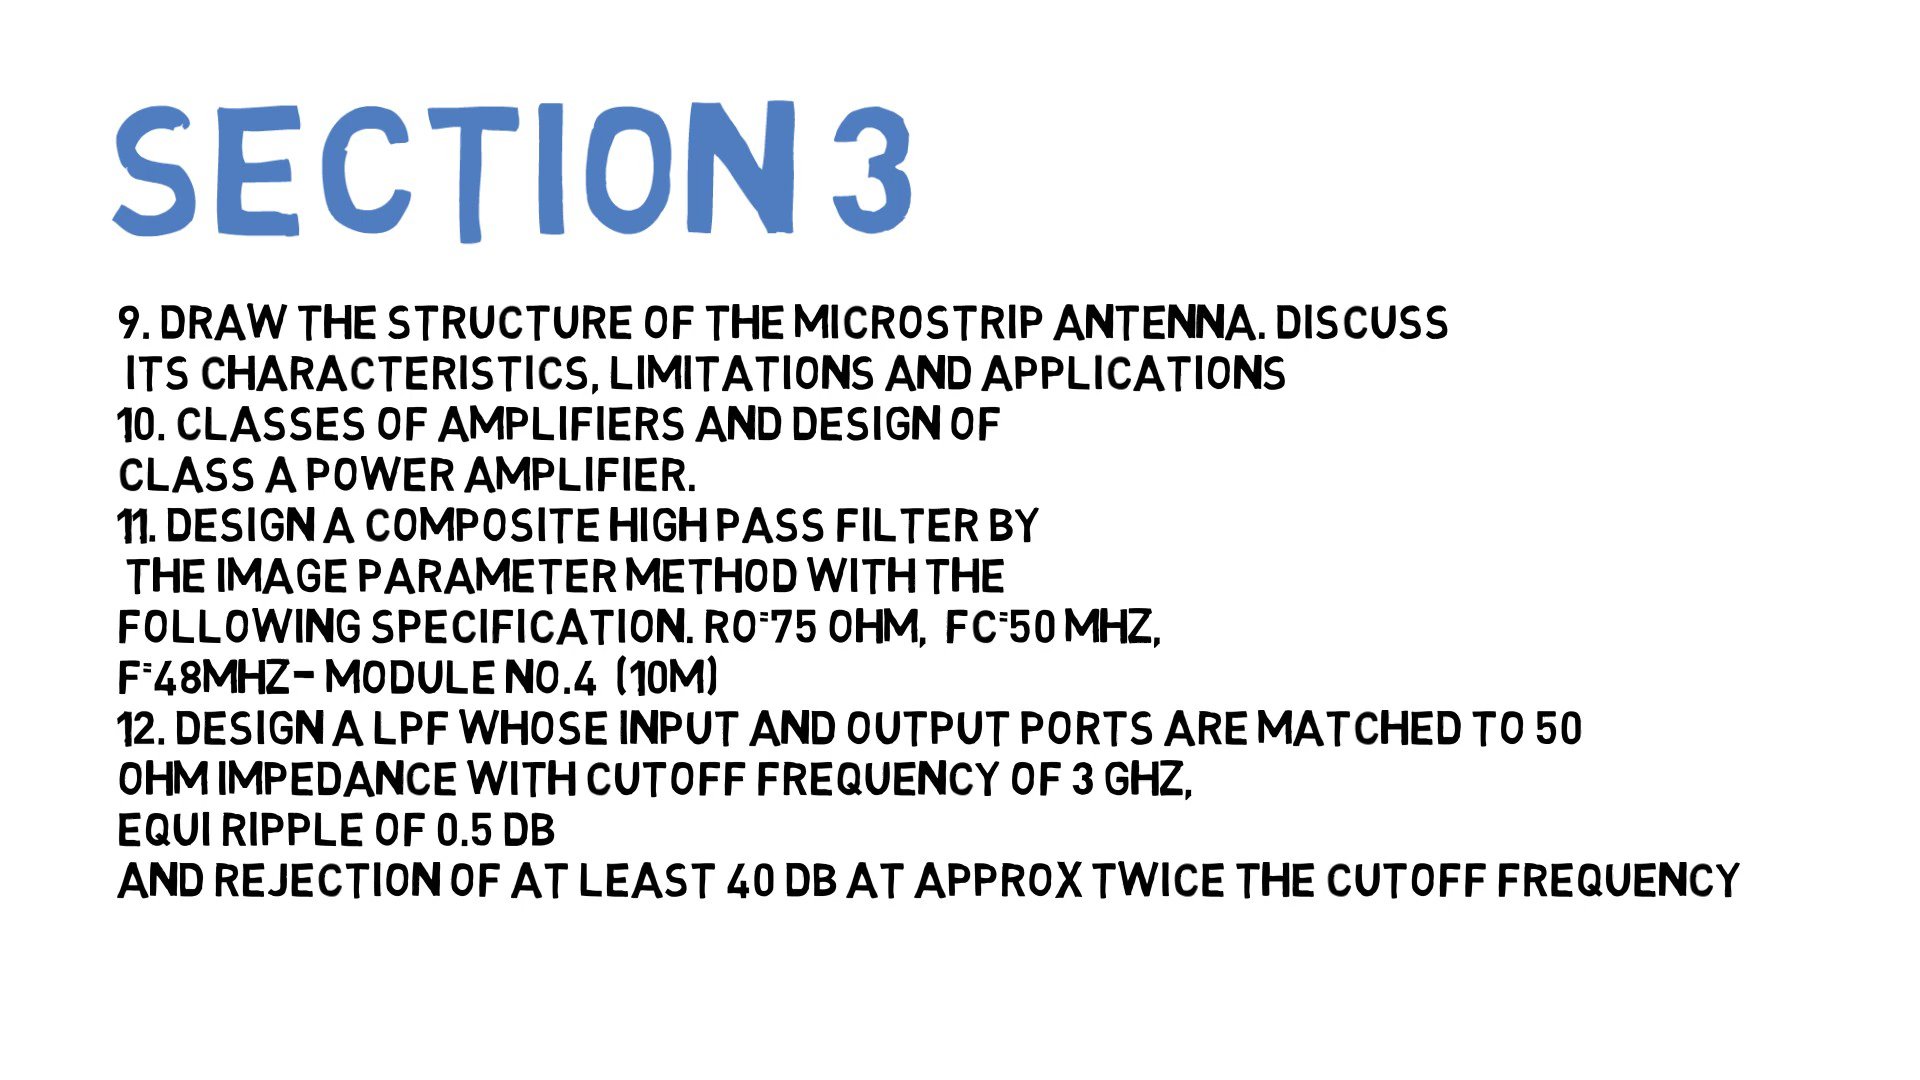 SECTION 3
9. DRAW THE STRUCTURE OF THE MICROSTRIP ANTENNA. DISCUSS
ITS CHARACTERISTICS, LIMITATIONS AND APPLICATIONS
10. CLASSES OF AMPLIFIERS AND DESIGN OF
CLASS A POWER AMPLIFIER.
11. DESIGN A COMPOSITE HIGH PASS FILTER BY
THE IMAGE PARAMETER METHOD WITH THE
FOLLOWING SPECIFICATION. RO=75 OHM, FC=50 MHZ,
F=48MHZ- MODULE NO.4 (10M)
12. DESIGN A LPF WHOSE INPUT AND OUTPUT PORTS ARE MATCHED TO 50
OHM IMPEDANCE WITH CUTOFF FREQUENCY OF 3 GHZ,
EQUI RIPPLE OF 0.5 DB
AND REJECTION OF AT LEAST 40 DB AT APPROX TWICE THE CUTOFF FREQUENCY